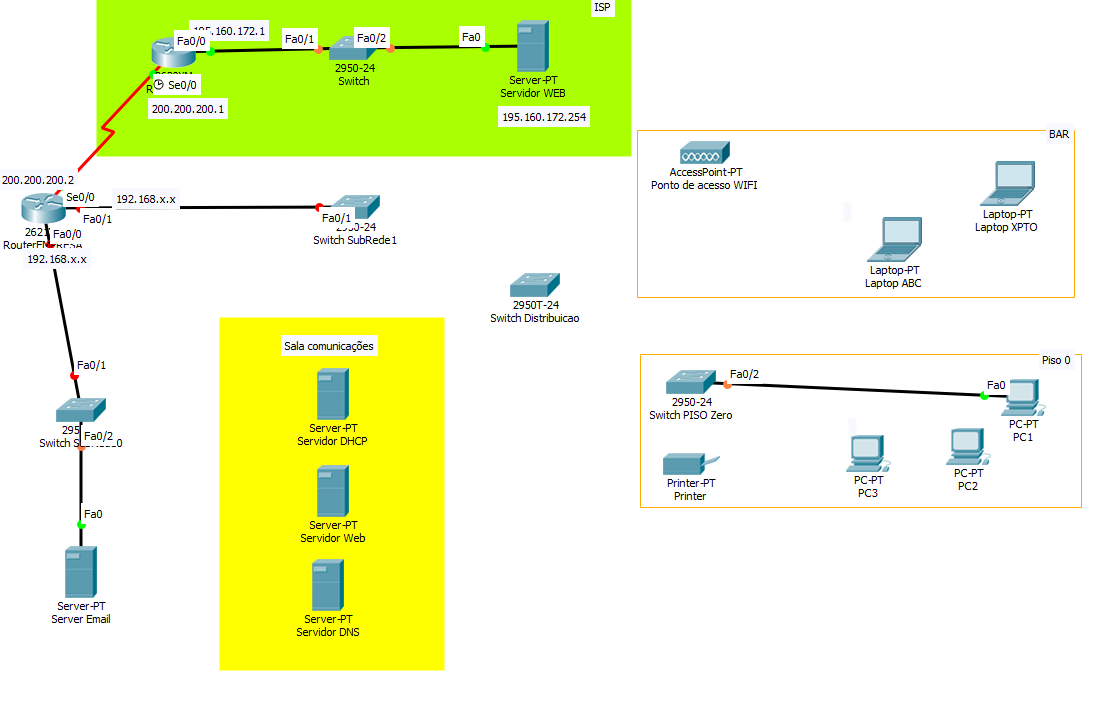 ISP
195.160.172.1
Fa0/0
Fa0/1
Fa0/2
Fa0
2950-24
Switch
Server-PT
Servidor WEB
Se0/0
200.200.200.1
195.160.172.254
BAR
AccessPoint-PT
Ponto de acesso WIFI
Laptop-PT
Laptop XPTO
Laptop-PT
Laptop ABC
200.200.200.2
Se0/0
192.168.x.x
Fa0/1
Fa0/0
192.168.x.x
Fa0/1
Switch SubRede1
2950T-24
Switch Distribuicao
Sala comunicações
Server-PT
Servidor DHCP
Server-PT
Servidor Web
Server-PT
Servidor DNS
Piso 0
Fa0/2
Fa0
2950-24
Switch PISO Zero
PC-PT
PC1
Printer-PT
Printer
PC-PT
PC3
PC-PT
PC2
Fa0/1
Switch
Fa0/2
Fa0
Server-PT
Server Email